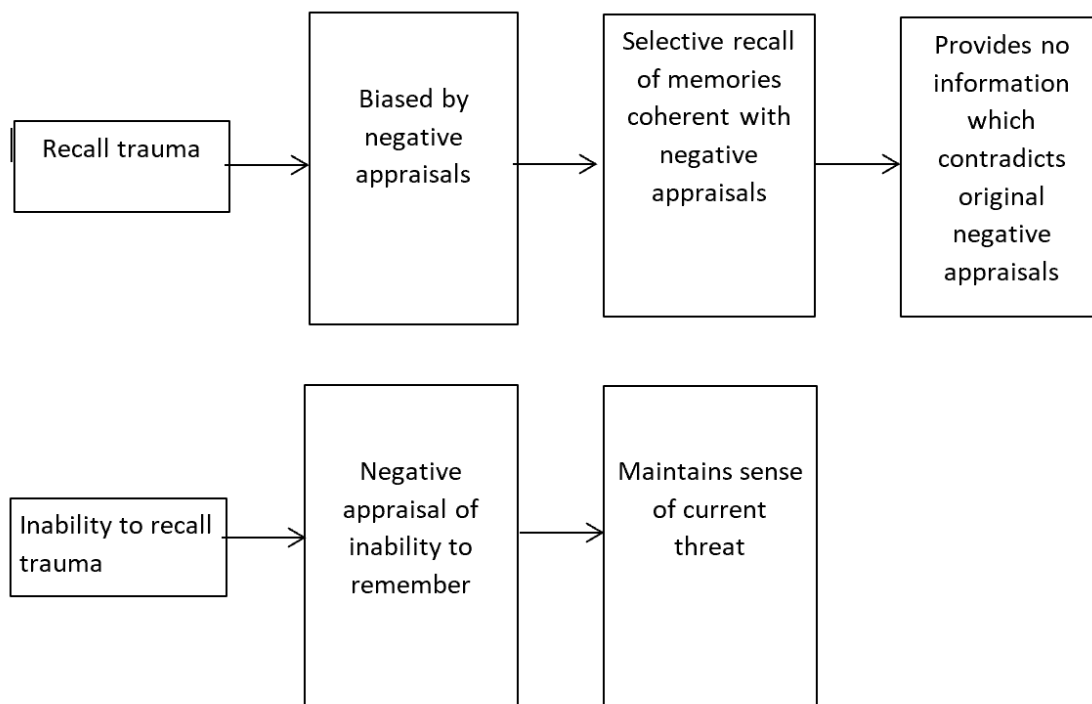 Recall trauma
Biased by
negative
appraisals
Selective recall
of memories
coherent with
negative
appraisals
Provides no
information
which
contradicts
original
negative
appraisals
Inability to recall
trauma
Negative
appraisal of
inability to
remember
Maintains sense
of current
threat